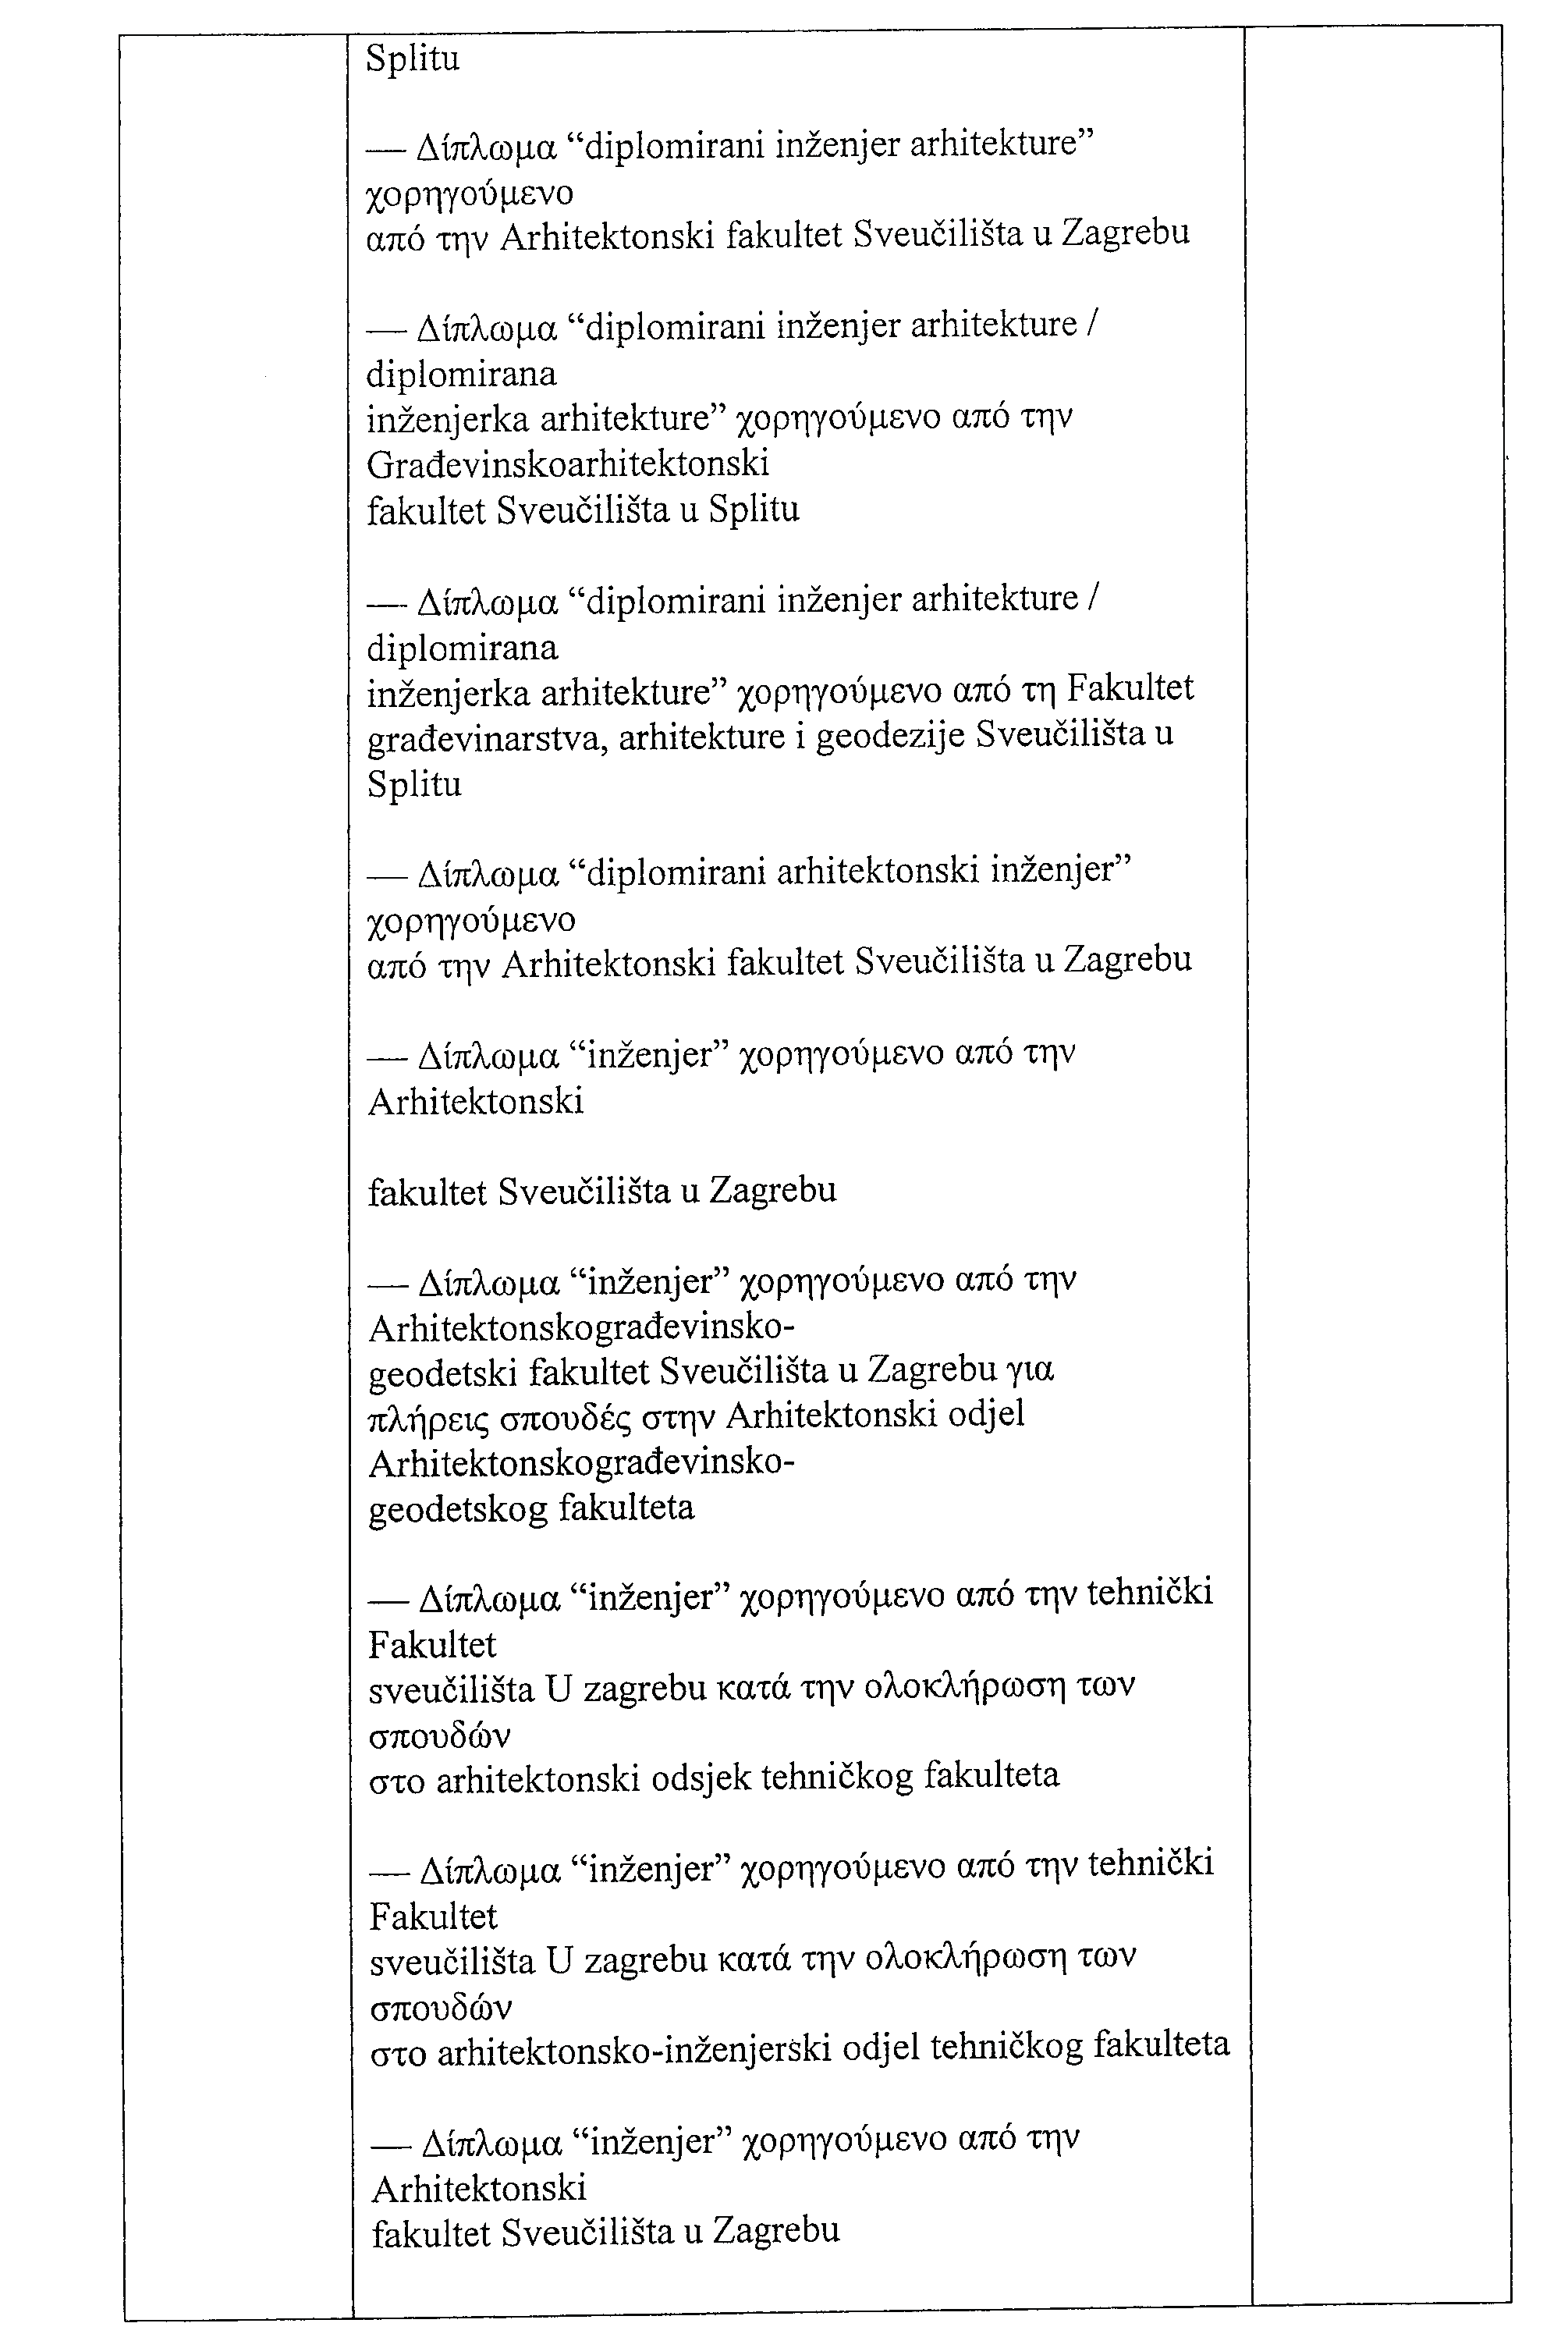 Splitu
— Δίπλωμα “diplomirani inženjer arhitekture”
χορηγούμενο
από την Arhitektonski fakultet Sveučilišta u Zagrebu
— Δίπλωμα “diplomirani inženjer arhitekture /
diplomirana
inženjerka arhitekture” χορηγούμενο από την
Građevinskoarhitektonski
fakultet Sveučilišta u Splitu
— Δίπλωμα “diplomirani inženjer arhitekture /
diplomirana
inženjerka arhitekture” χορηγούμενο από τη Fakultet
građevinarstva, arhitekture i geodezije Sveučilišta u
Splitu
— Δίπλωμα “diplomirani arhitektonski inženjer”
χορηγούμενο
από την Arhitektonski fakultet Sveučilišta u Zagrebu
— Δίπλωμα “inženjer” χορηγούμενο από την
Arhitektonski
fakultet Sveučilišta u Zagrebu
— Δίπλωμα “inženjer” χορηγούμενο από την
Arhitektonskograđevinsko-
geodetski fakultet Sveučilišta u Zagrebu για
πλήρεις σπουδές στην Arhitektonski odjel
Arhitektonskograđevinsko-
geodetskog fakulteta
— Δίπλωμα “inženjer” χορηγούμενο από την tehnički
Fakultet
sveučilišta U zagrebu κατά την ολοκλήρωση των
σπουδών
στο arhitektonski odsjek tehničkog fakulteta
— Δίπλωμα “inženjer” χορηγούμενο από την tehnički
Fakultet
sveučilišta U zagrebu κατά την ολοκλήρωση των
σπουδών
στο arhitektonsko-inženjerski odjel tehničkog fakulteta
— Δίπλωμα “inženjer” χορηγούμενο από την
Arhitektonski
fakultet Sveučilišta u Zagrebu